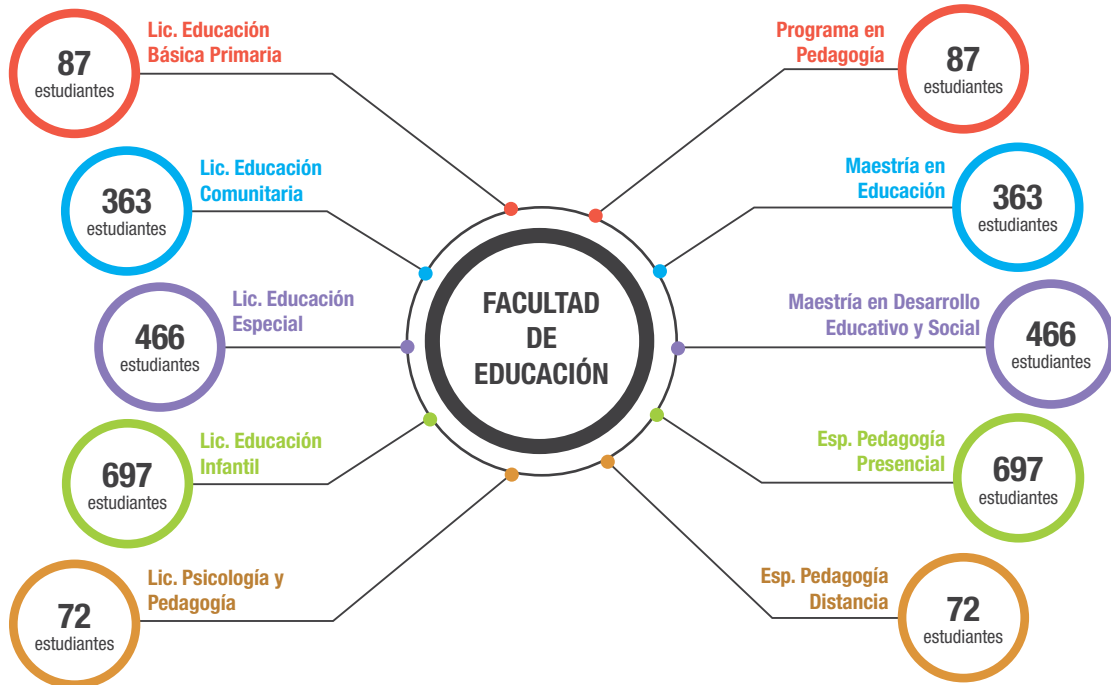 Lic. Educación
Básica Primaria
87
estudiantes
Lic. Educación
Comunitaria
363
estudiantes
Lic. Educación
Especial
466
estudiantes
Lic. Educación
Infantil
697
estudiantes
Lic. Psicología y
Pedagogía
72
estudiantes
FACULTAD
DE
EDUCACIÓN
Programa en
Pedagogía
87
estudiantes
Maestría en
Educación
363
estudiantes
Maestría en Desarrollo
Educativo y Social
466
estudiantes
Esp. Pedagogía
Presencial
697
estudiantes
Esp. Pedagogía
Distancia
72
estudiantes